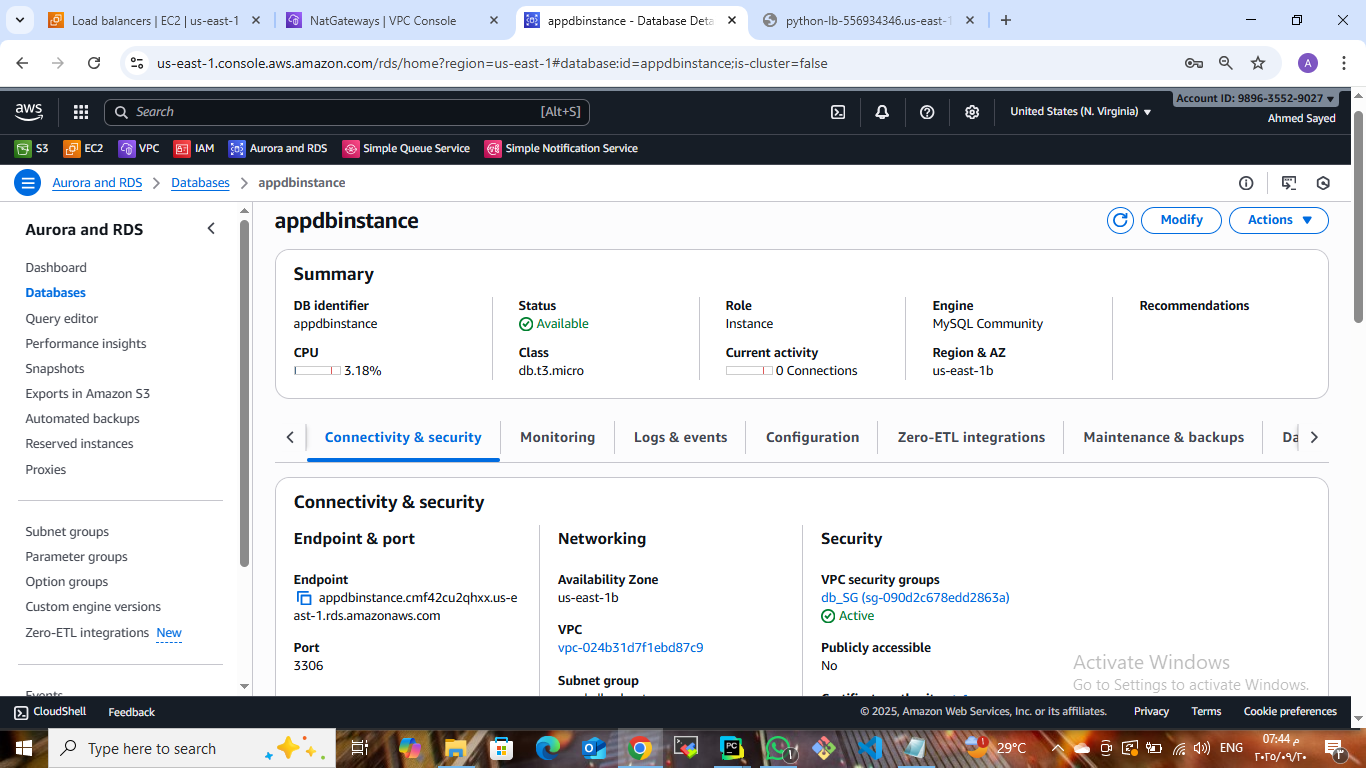 Load balancers | EC2 | us-east-1
NatGateways | VPC Console
appdbinstance - Database Deta
python-lb-556934346.us-east-1
us-east-1.console.aws.amazon.com/rds/home?region=us-east-1#database:id=appdbinstance;is-cluster=false
A
aws
Search
[Alt+S]
United States (N. Virginia)
Account ID: 9896-3552-9027
Ahmed Sayed
S3
EC2
VPC
IAM
Aurora and RDS
Simple Queue Service
Simple Notification Service
Aurora and RDS
Databases
appdbinstance
Aurora and RDS
Dashboard
Databases
Query editor
Performance insights
Snapshots
Exports in Amazon S3
Automated backups
Reserved instances
Proxies
Subnet groups
Parameter groups
Option groups
Custom engine versions
Zero-ETL integrations New
Events
appdbinstance
Modify
Actions
Summary
DB identifier
appdbinstance
CPU
3.18%
Status
Available
Class
db.t3.micro
Role
Instance
Current activity
0 Connections
Engine
MySQL Community
Region & AZ
us-east-1b
Recommendations
Connectivity & security
Monitoring
Logs & events
Configuration
Zero-ETL integrations
Maintenance & backups
Da
Connectivity & security
Endpoint & port
Endpoint
appdbinstance.cmf42cu2qhxx.us-e
ast-1.rds.amazonaws.com
Port
3306
Networking
Availability Zone
us-east-1b
VPC
vpc-024b31d7f1ebd87c9
Subnet group
Security
VPC security groups
db_SG (sg-090d2c678edd2863a)
Active
Publicly accessible
No
Activate Windows
Go to Settings to activate Windows.
CloudShell
Feedback
© 2025, Amazon Web Services, Inc. or its affiliates.
Privacy
Terms
Cookie preferences
Type here to search
PC
1
29°C
ENG
07:44 م
٢٠٢٥/٠٩/٢٠
٣